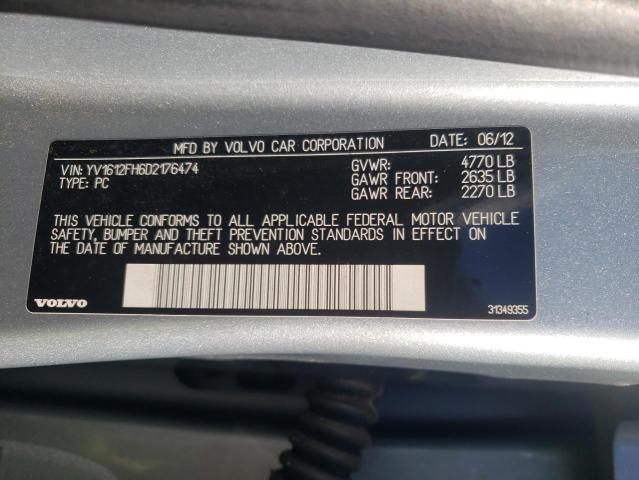 MFD BY VOLVO CAR CORPORATION DATE: 06/12
VIN: YV1612FH6D2176474 GVWR: 4770 LB
TYPE: PC GAWR FRONT: 2635 LB
GAWR REAR: 2270 LB
THIS VEHICLE CONFORMS TO ALL APPLICABLE FEDERAL MOTOR VEHICLE
SAFETY, BUMPER AND THEFT PREVENTION STANDARDS IN EFFECT ON
THE DATE OF MANUFACTURE SHOWN ABOVE.
VOLVO 31349355